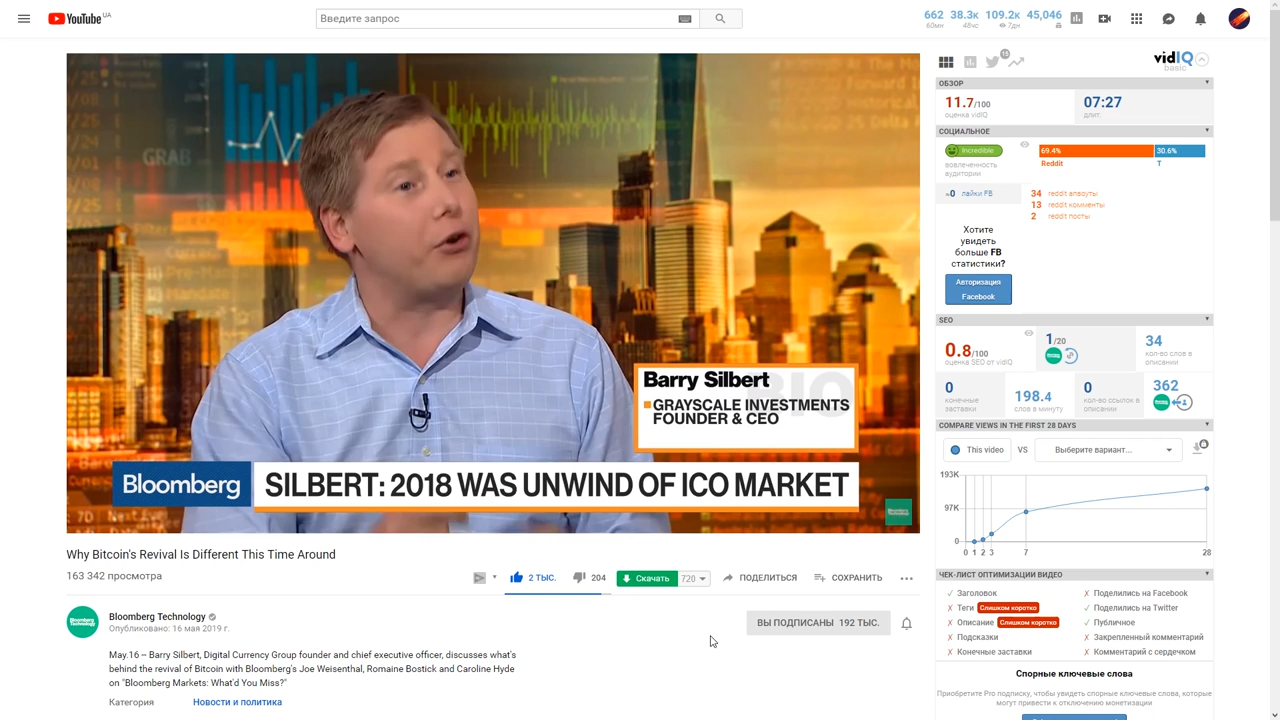 YouTube UA
Введите запрос
662 38.3к 109.2к 45,046
60мн 48чс 7дн
GRAB
Barry Silbert
GRAYSCALE INVESTMENTS
FOUNDER & CEO
Bloomberg
SILBERT: 2018 WAS UNWIND OF ICO MARKET
Why Bitcoin's Revival Is Different This Time Around
163 342 просмотра
2 ТЫС. 204 Скачать 720 ПОДЕЛИТЬСЯ СОХРАНИТЬ
Bloomberg Technology
Опубликовано: 16 мая 2019 г.
ВЫ ПОДПИСАНЫ 192 ТЫС.
May.16 -- Barry Silbert, Digital Currency Group founder and chief executive officer, discusses what's
behind the revival of Bitcoin with Bloomberg's Joe Weisenthal, Romaine Bostick and Caroline Hyde
on "Bloomberg Markets: What'd You Miss?"
Категория Новости и политика
15
vidIQ
basic
ОБЗОР
11.7/100 07:27
оценка vidIQ длит.
СОЦИАЛЬНОЕ
Incredible
вовлеченность
аудитории
69.4% 30.6%
Reddit T
~0 лайки FB
34 reddit апвоуты
13 reddit комменты
2 reddit посты
Хотите
увидеть
больше FB
статистики?
Авторизация
Facebook
SEO
0.8/100
оценка SEO от vidIQ
1/20
34
кол-во слов в
описании
0
конечные
заставки
198.4
слов в минуту
0
кол-во ссылок в
описании
362
COMPARE VIEWS IN THE FIRST 28 DAYS
This video VS Выберите вариант...
193K
97K
0
0 1 2 3 7 28
ЧЕК-ЛИСТ ОПТИМИЗАЦИИ ВИДЕО
✓ Заголовок
✗ Теги Слишком коротко
✗ Описание Слишком коротко
✗ Подсказки
✗ Конечные заставки
✗ Поделились на Facebook
✓ Поделились на Twitter
✓ Публичное
✗ Закрепленный комментарий
✗ Комментарий с сердечком
Спорные ключевые слова
Приобретите Pro подписку, чтобы увидеть спорные ключевые слова, которые
могут привести к отключению монетизации